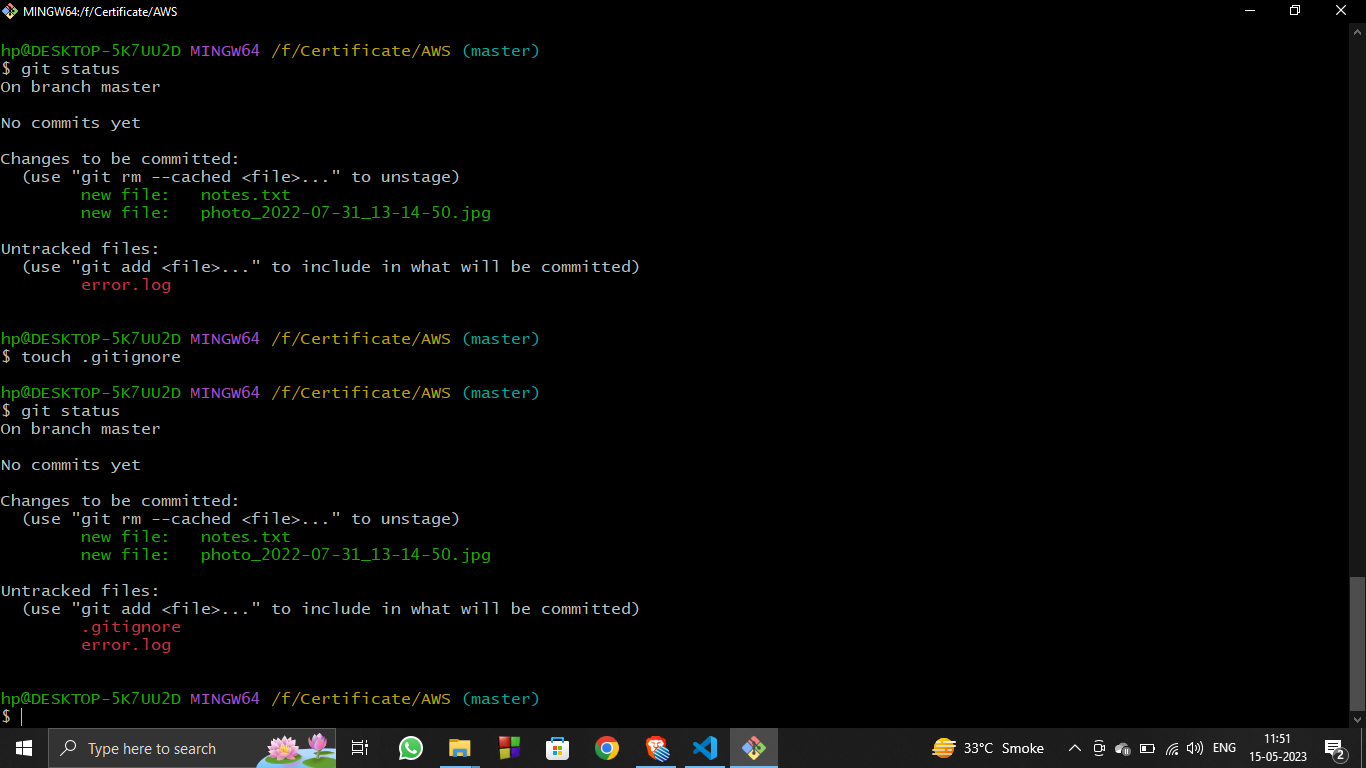 MINGW64:/f/Certificate/AWS
hp@DESKTOP-5K7UU2D MINGW64 /f/Certificate/AWS (master)
$ git status
On branch master
No commits yet
Changes to be committed:
(use "git rm --cached <file>..." to unstage)
new file: notes.txt
new file: photo_2022-07-31_13-14-50.jpg
Untracked files:
(use "git add <file>..." to include in what will be committed)
error.log
hp@DESKTOP-5K7UU2D MINGW64 /f/Certificate/AWS (master)
$ touch .gitignore
hp@DESKTOP-5K7UU2D MINGW64 /f/Certificate/AWS (master)
$ git status
On branch master
No commits yet
Changes to be committed:
(use "git rm --cached <file>..." to unstage)
new file: notes.txt
new file: photo_2022-07-31_13-14-50.jpg
Untracked files:
(use "git add <file>..." to include in what will be committed)
.gitignore
error.log
hp@DESKTOP-5K7UU2D MINGW64 /f/Certificate/AWS (master)
$
Type here to search
33°C Smoke
ENG
11:51
15-05-2023
2